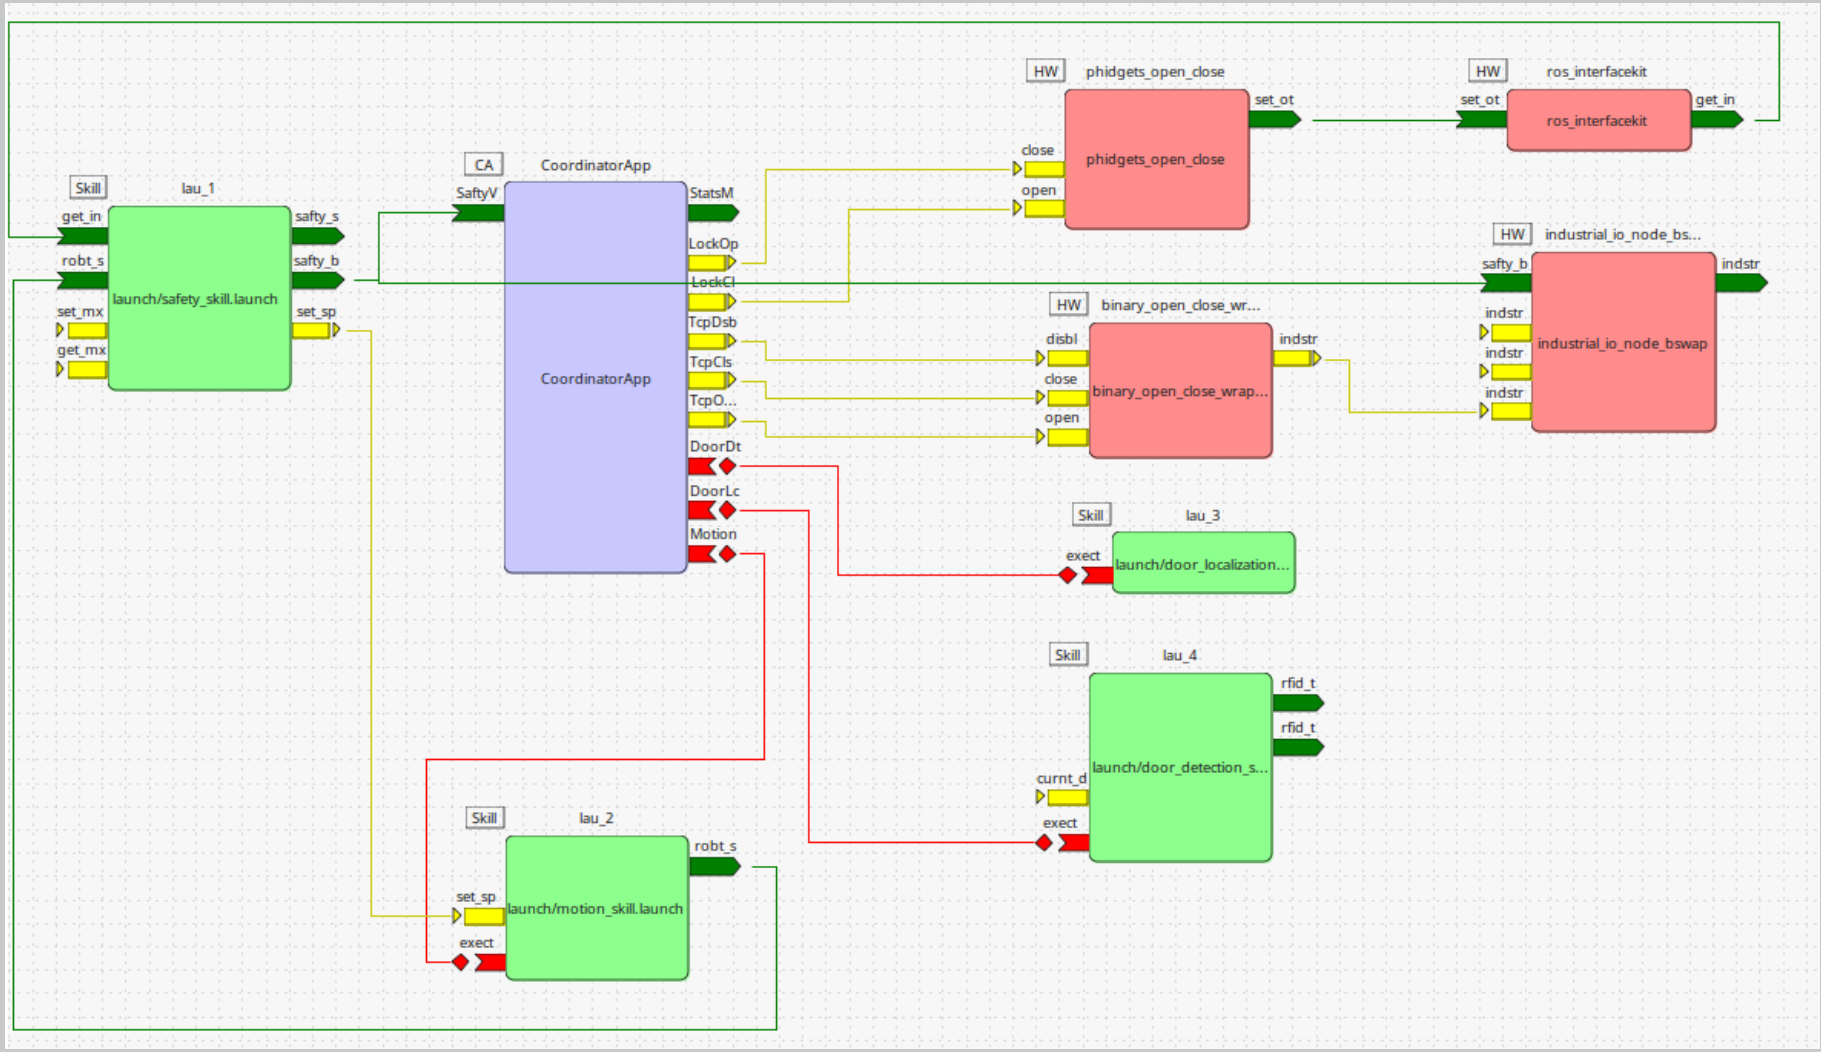 HW
phidgets_open_close
set_ot
close
open
phidgets_open_close
HW
ros_interfacekit
set_ot
get_in
ros_interfacekit
Skill
lau_1
get_in
safty_s
robt_s
safty_b
launch/safety_skill.launch
set_mx
set_sp
get_mx
CA
CoordinatorApp
SaftyV
StatsM
LockOp
LockCl
TcpDsb
TcpCls
CoordinatorApp
TcpO...
DoorDt
DoorLc
Motion
HW
industrial_io_node_bs...
safty_b
indstr
indstr
industrial_io_node_bswap
indstr
indstr
HW
binary_open_close_wr...
disbl
indstr
close
binary_open_close_wrap...
open
Skill
lau_3
exect
launch/door_localization...
Skill
lau_4
rfid_t
rfid_t
launch/door_detection_s...
curnt_d
exect
Skill
lau_2
robt_s
set_sp
launch/motion_skill.launch
exect